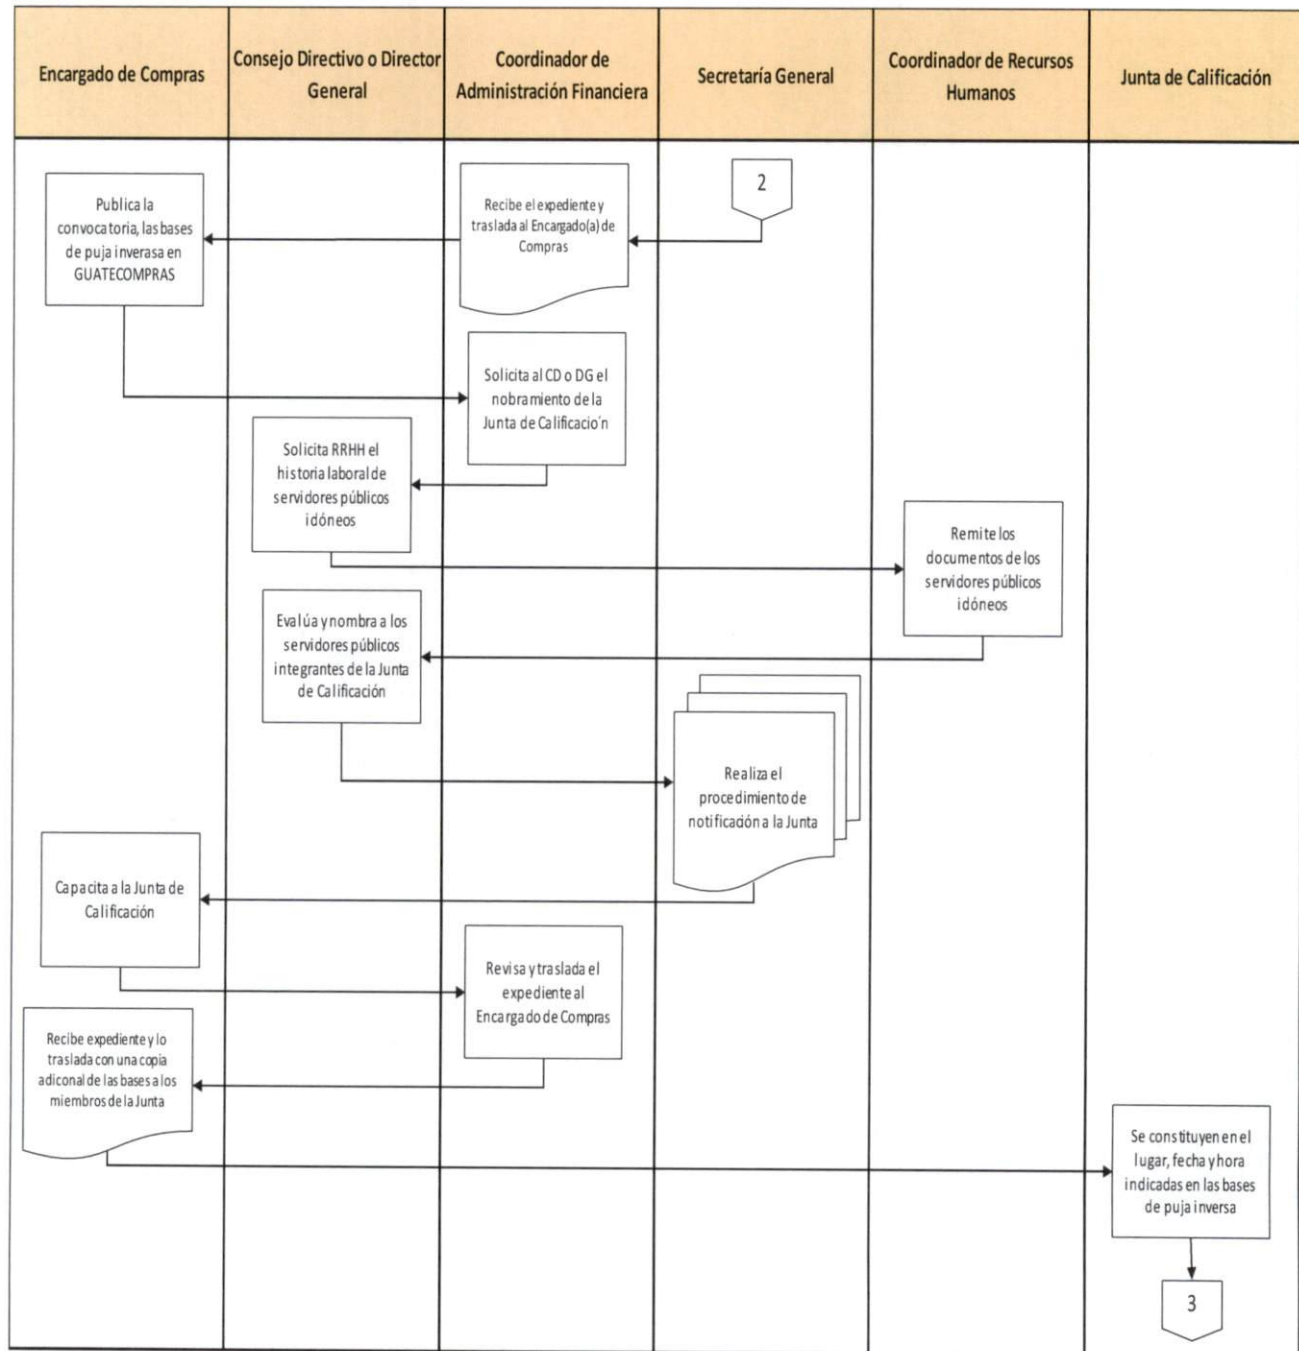 Encargado de Compras
Consejo Directivo o Director
General
Coordinador de
Administración Financiera
Secretaría General
Coordinador de Recursos
Humanos
Junta de Calificación
2
Recibe el expediente y
traslada al Encargado(a) de
Compras
Publica la
convocatoria, las bases
de puja inverasa en
GUATECOMPRAS
Solicita al CD o DG el
nobramiento de la
Junta de Calificacio´n
Solicita RRHH el
historia laboral de
servidores públicos
idóneos
Remite los
documentos de los
servidores públicos
idóneos
Evalúa y nombra a los
servidores públicos
integrantes de la Junta
de Calificación
Realiza el
procedimiento de
notificación a la Junta
Capacita a la Junta de
Calificación
Revisa y traslada el
expediente al
Encargado de Compras
Recibe expediente y lo
traslada con una copia
adiconal de las bases a los
miembros de la Junta
Se constituyen en el
lugar, fecha y hora
indicadas en las bases
de puja inversa
3